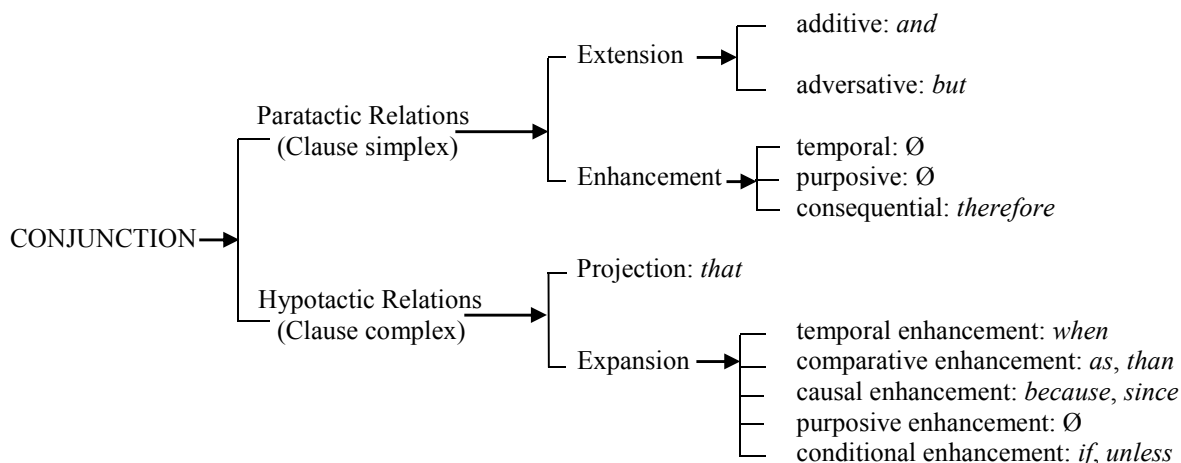 additive: and
Extension
adversative: but
Paratactic Relations
(Clause simplex)
temporal: Ø
Enhancement
purposive: Ø
consequential: therefore
CONJUNCTION
Projection: that
Hypotactic Relations
(Clause complex)
temporal enhancement: when
Expansion
comparative enhancement: as, than
causal enhancement: because, since
purposive enhancement: Ø
conditional enhancement: if, unless